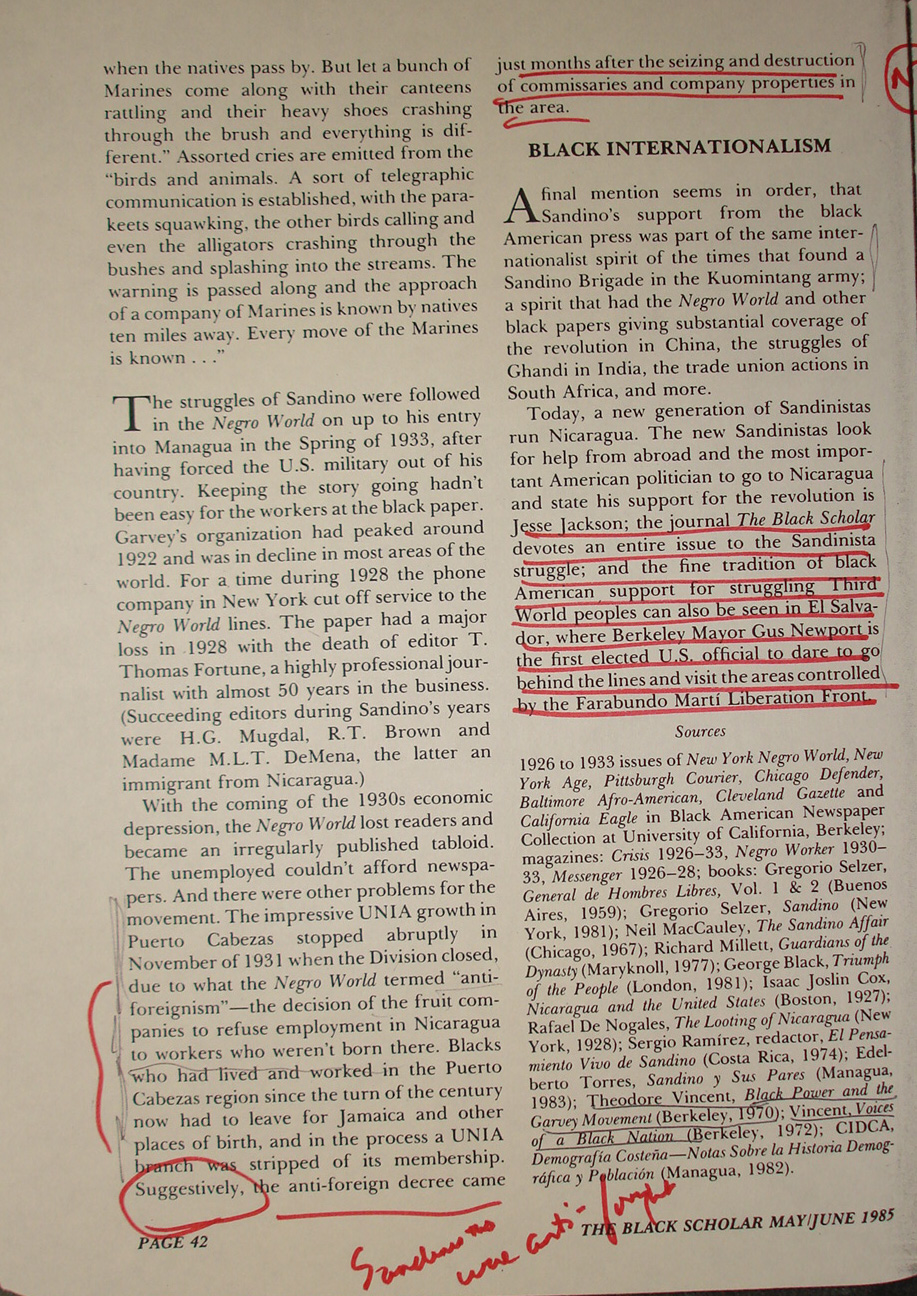 when the natives pass by. But let a bunch of
Marines come along with their canteens
rattling and their heavy shoes crashing
through the brush and everything is dif-
ferent." Assorted cries are emitted from the
"birds and animals. A sort of telegraphic
communication is established, with the para-
keets squawking, the other birds calling and
even the alligators crashing through the
bushes and splashing into the streams. The
warning is passed along and the approach
of a company of Marines is known by natives
ten miles away. Every move of the Marines
is known . . ."
The struggles of Sandino were followed
in the Negro World on up to his entry
into Managua in the Spring of 1933, after
having forced the U.S. military out of his
country. Keeping the story going hadn't
been easy for the workers at the black paper.
Garvey's organization had peaked around
1922 and was in decline in most areas of the
world. For a time during 1928 the phone
company in New York cut off service to the
Negro World lines. The paper had a major
loss in 1928 with the death of editor T.
Thomas Fortune, a highly professional jour-
nalist with almost 50 years in the business.
(Succeeding editors during Sandino's years
were H.G. Mugdal, R.T. Brown and
Madame M.L.T. DeMena, the latter an
immigrant from Nicaragua.)
With the coming of the 1930s economic
depression, the Negro World lost readers and
became an irregularly published tabloid.
The unemployed couldn't afford newspa-
pers. And there were other problems for the
movement. The impressive UNIA growth in
Puerto Cabezas stopped abruptly in
November of 1931 when the Division closed,
due to what the Negro World termed "anti-
foreignism"—the decision of the fruit com-
panies to refuse employment in Nicaragua
to workers who weren't born there. Blacks
who had lived and worked in the Puerto
Cabezas region since the turn of the century
now had to leave for Jamaica and other
places of birth, and in the process a UNIA
branch was stripped of its membership.
Suggestively, the anti-foreign decree came
PAGE 42
just months after the seizing and destruction
of commissaries and company properties in
the area.
N
BLACK INTERNATIONALISM
A final mention seems in order, that
Sandino's support from the black
American press was part of the same inter-
nationalist spirit of the times that found a
Sandino Brigade in the Kuomintang army;
a spirit that had the Negro World and other
black papers giving substantial coverage of
the revolution in China, the struggles of
Ghandi in India, the trade union actions in
South Africa, and more.
Today, a new generation of Sandinistas
run Nicaragua. The new Sandinistas look
for help from abroad and the most impor-
tant American politician to go to Nicaragua
and state his support for the revolution is
Jesse Jackson; the journal The Black Scholar
devotes an entire issue to the Sandinista
struggle; and the fine tradition of black
American support for struggling Third
World peoples can also be seen in El Salva-
dor, where Berkeley Mayor Gus Newport is
the first elected U.S. official to dare to go
behind the lines and visit the areas controlled
by the Farabundo Martí Liberation Front.
Sources
1926 to 1933 issues of New York Negro World, New
York Age, Pittsburgh Courier, Chicago Defender,
Baltimore Afro-American, Cleveland Gazette and
California Eagle in Black American Newspaper
Collection at University of California, Berkeley;
magazines: Crisis 1926–33, Negro Worker 1930–
33, Messenger 1926–28; books: Gregorio Selzer,
General de Hombres Libres, Vol. 1 & 2 (Buenos
Aires, 1959); Gregorio Selzer, Sandino (New
York, 1981); Neil MacCauley, The Sandino Affair
(Chicago, 1967); Richard Millett, Guardians of the
Dynasty (Maryknoll, 1977); George Black, Triumph
of the People (London, 1981); Isaac Joslin Cox,
Nicaragua and the United States (Boston, 1927);
Rafael De Nogales, The Looting of Nicaragua (New
York, 1928); Sergio Ramírez, redactor, El Pensa-
miento Vivo de Sandino (Costa Rica, 1974); Edel-
berto Torres, Sandino y Sus Pares (Managua,
1983); Theodore Vincent, Black Power and the
Garvey Movement (Berkeley, 1970); Vincent, Voices
of a Black Nation (Berkeley, 1972); CIDCA,
Demografía Costeña—Notas Sobre la Historia Demog-
ráfica y Población (Managua, 1982).
THE BLACK SCHOLAR MAY/JUNE 1985
were anti-